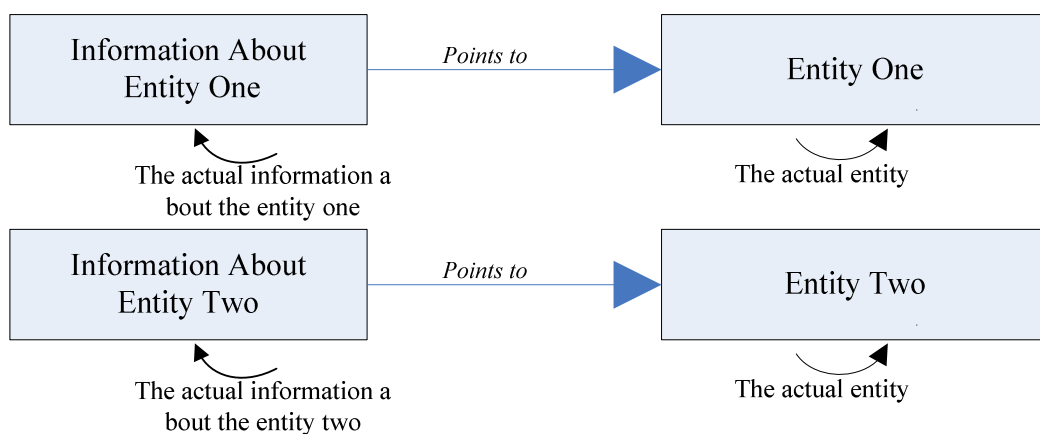 Information About
Entity One
Points to
Entity One
The actual information a
bout the entity one
The actual entity
Information About
Entity Two
Points to
Entity Two
The actual information a
bout the entity two
The actual entity